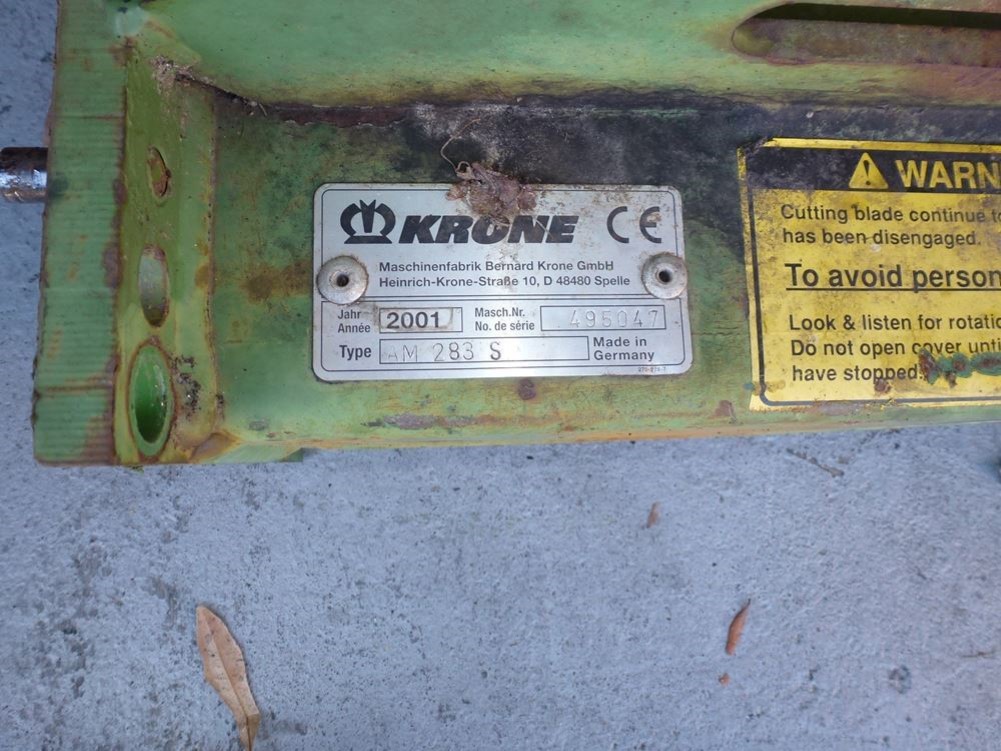 KRONE CE
Maschinenfabrik Bernard Krone GmbH
Heinrich-Krone-Straße 10, D 48480 Spelle
Jahr
Année
2001
Masch.Nr.
No. de série
495047
Type
AM 283 S
Made in
Germany
WARN
Cutting blade continue to
has been disengaged.
To avoid person
Look & listen for rotatio
Do not open cover unti
have stopped.